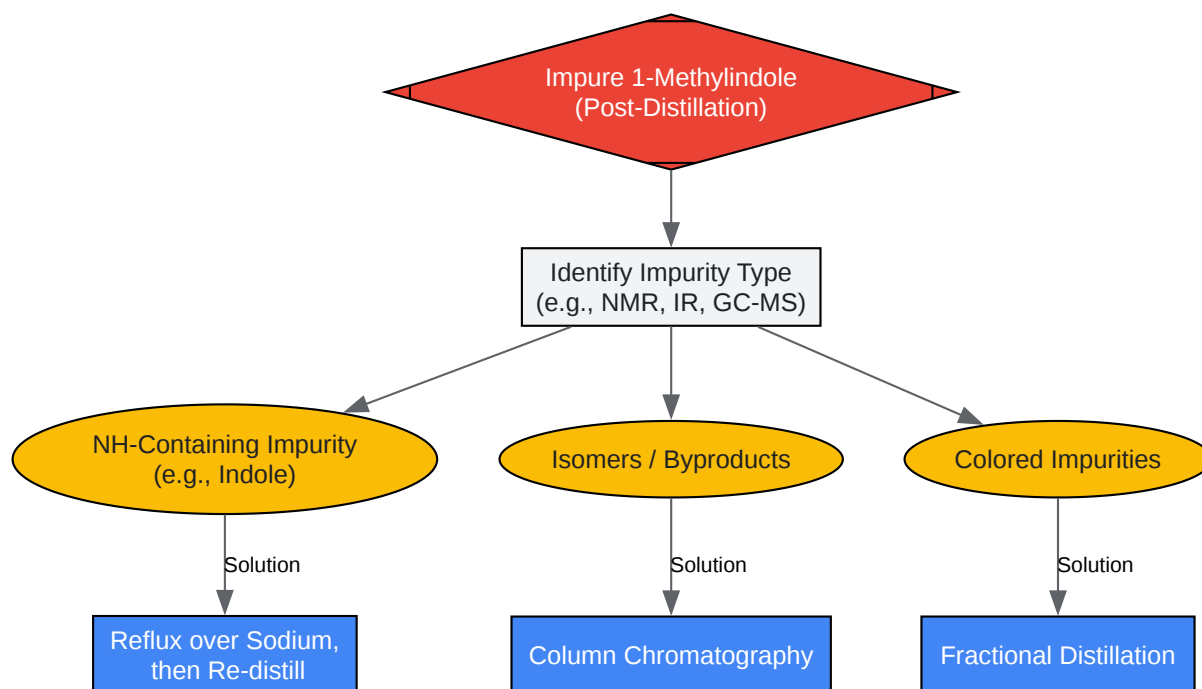 Impure 1-Methylindole
(Post-Distillation)
Identify Impurity Type
(e.g., NMR, IR, GC-MS)
NH-Containing Impurity
(e.g., Indole)
Isomers / Byproducts
Colored Impurities
Solution
Solution
Solution
Reflux over Sodium,
then Re-distill
Column Chromatography
Fractional Distillation